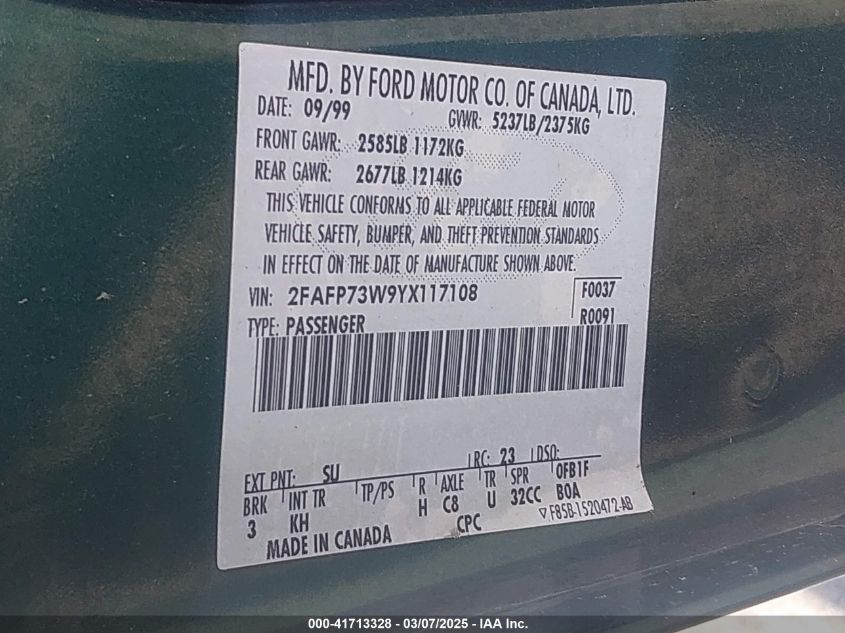 MFD. BY FORD MOTOR CO. OF CANADA, LTD.
DATE: 09/99 GVWR: 5237LB/2375KG
FRONT GAWR: 2585LB 1172KG
REAR GAWR: 2677LB 1214KG
THIS VEHICLE CONFORMS TO ALL APPLICABLE FEDERAL MOTOR
VEHICLE SAFETY, BUMPER, AND THEFT PREVENTION STANDARDS
IN EFFECT ON THE DATE OF MANUFACTURE SHOWN ABOVE.
VIN: 2FAFP73W9YX117108 F0037
TYPE: PASSENGER R0091
EXT PNT: SU RC: 23 DSO:
BRK INT TR TP/PS R AXLE TR SPR 0FB1F
3 KH H C8 U 32CC B0A
MADE IN CANADA CPC ▽F85B-1520472-AB
000-41713328 - 03/07/2025 - IAA Inc.